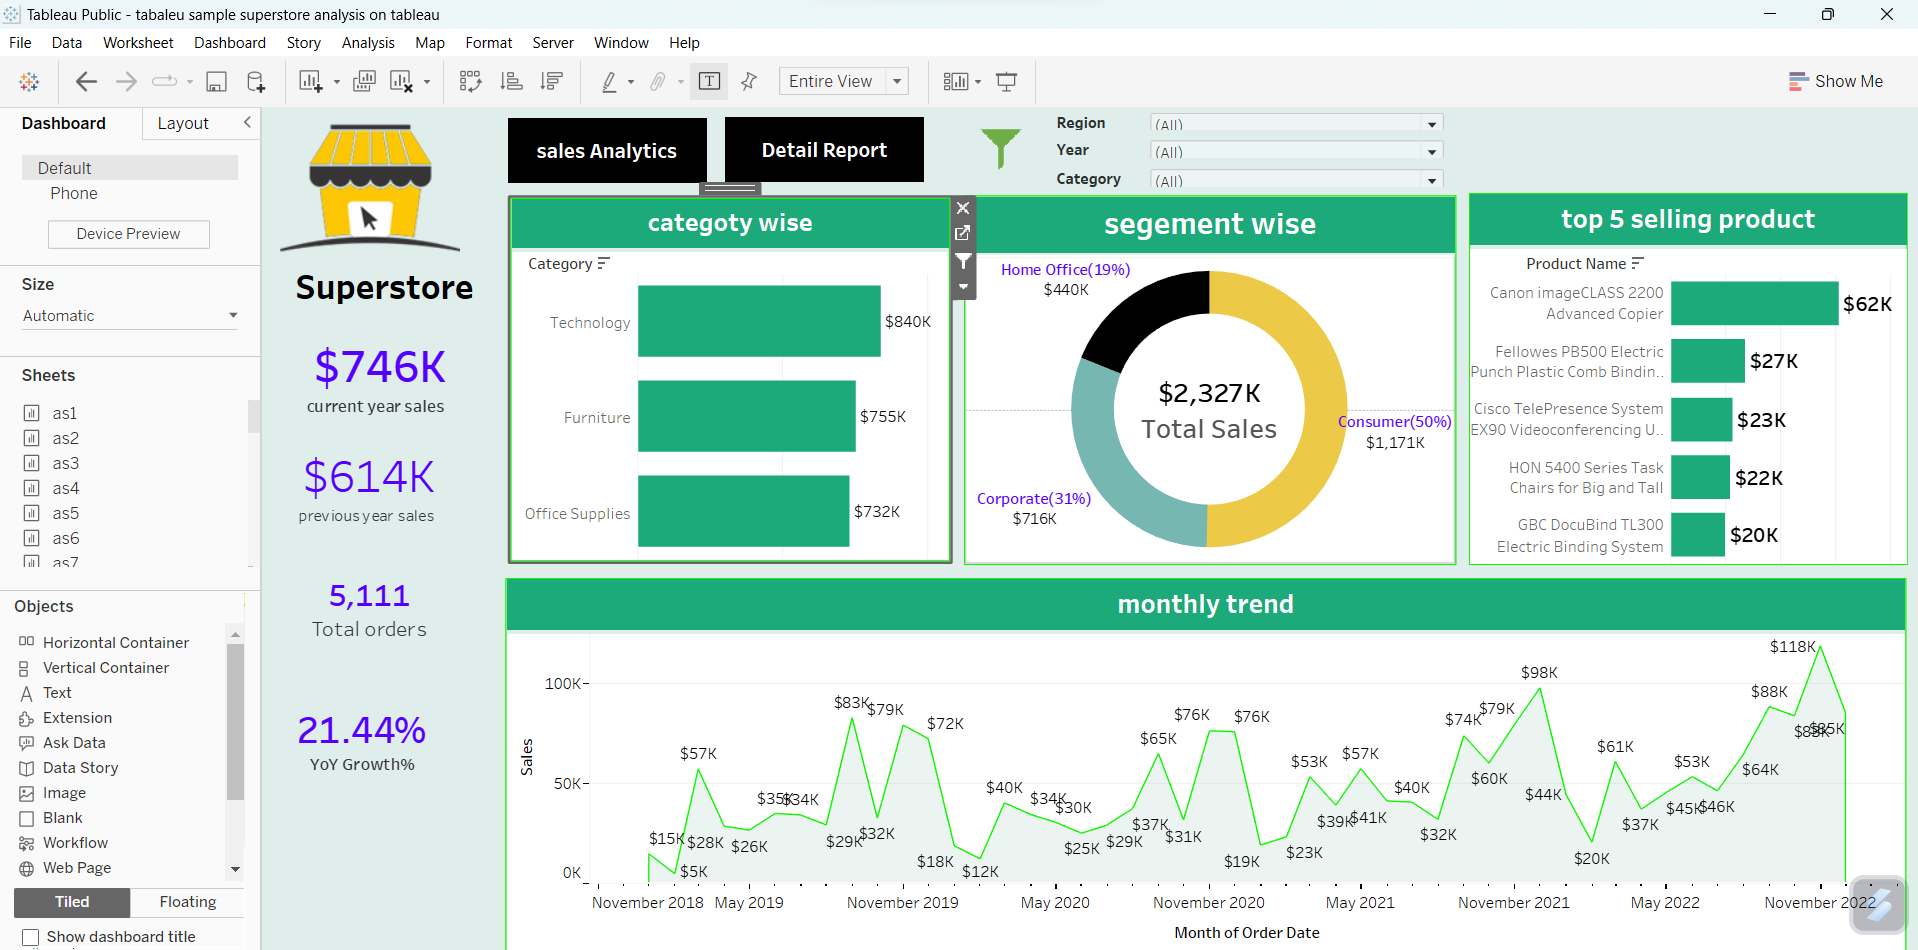 Tableau Public - tabaleu sample superstore analysis on tableau
File Data Worksheet Dashboard Story Analysis Map Format Server Window Help
Entire View
Show Me
Dashboard Layout
Default
Phone
Device Preview
Size
Automatic
Sheets
as1
as2
as3
as4
as5
as6
as7
Objects
Horizontal Container
Vertical Container
Text
Extension
Ask Data
Data Story
Image
Blank
Workflow
Web Page
Tiled Floating
Show dashboard title
Superstore
$746K
current year sales
$614K
previous year sales
5,111
Total orders
21.44%
YoY Growth%
sales Analytics
Detail Report
Region (All)
Year (All)
Category (All)
categoty wise
Category
Technology $840K
Furniture $755K
Office Supplies $732K
segement wise
Home Office(19%)
$440K
$2,327K
Total Sales
Consumer(50%)
$1,171K
Corporate(31%)
$716K
top 5 selling product
Product Name
Canon imageCLASS 2200
Advanced Copier
$62K
Fellowes PB500 Electric
Punch Plastic Comb Bindin..
$27K
Cisco TelePresence System
EX90 Videoconferencing U..
$23K
HON 5400 Series Task
Chairs for Big and Tall
$22K
GBC DocuBind TL300
Electric Binding System
$20K
monthly trend
Sales
100K
50K
0K
$15K $5K $57K $28K $26K $35K $34K $29K $83K $32K $79K $72K $18K $12K $40K $34K $30K $25K $29K $37K $65K $31K $76K $76K $19K $23K $53K $39K $57K $41K $40K $32K $74K $60K $79K $98K $44K $20K $61K $37K $45K $53K $46K $64K $88K $118K $85K
November 2018 May 2019 November 2019 May 2020 November 2020 May 2021 November 2021 May 2022 November 2022
Month of Order Date